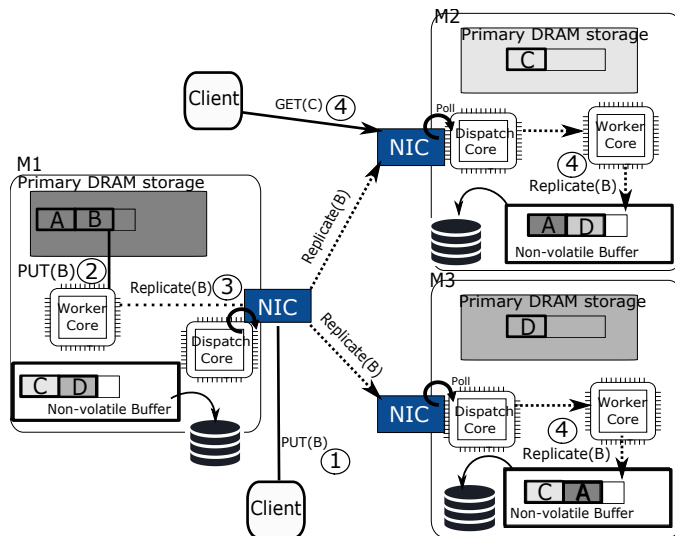 M2
Primary DRAM storage
C
Client
GET(C) 4
Poll
NIC
Dispatch
Core
Worker
Core
4
Replicate(B)
A D
Non-volatile Buffer
M1
Primary DRAM storage
A B
PUT(B) 2
Replicate(B) 3
Worker
Core
NIC
Dispatch
Core
C D
Non-volatile Buffer
Replicate(B)
Replicate(B)
PUT(B) 1
Client
M3
Primary DRAM storage
D
Poll
NIC
Dispatch
Core
Worker
Core
4
Replicate(B)
C A
Non-volatile Buffer